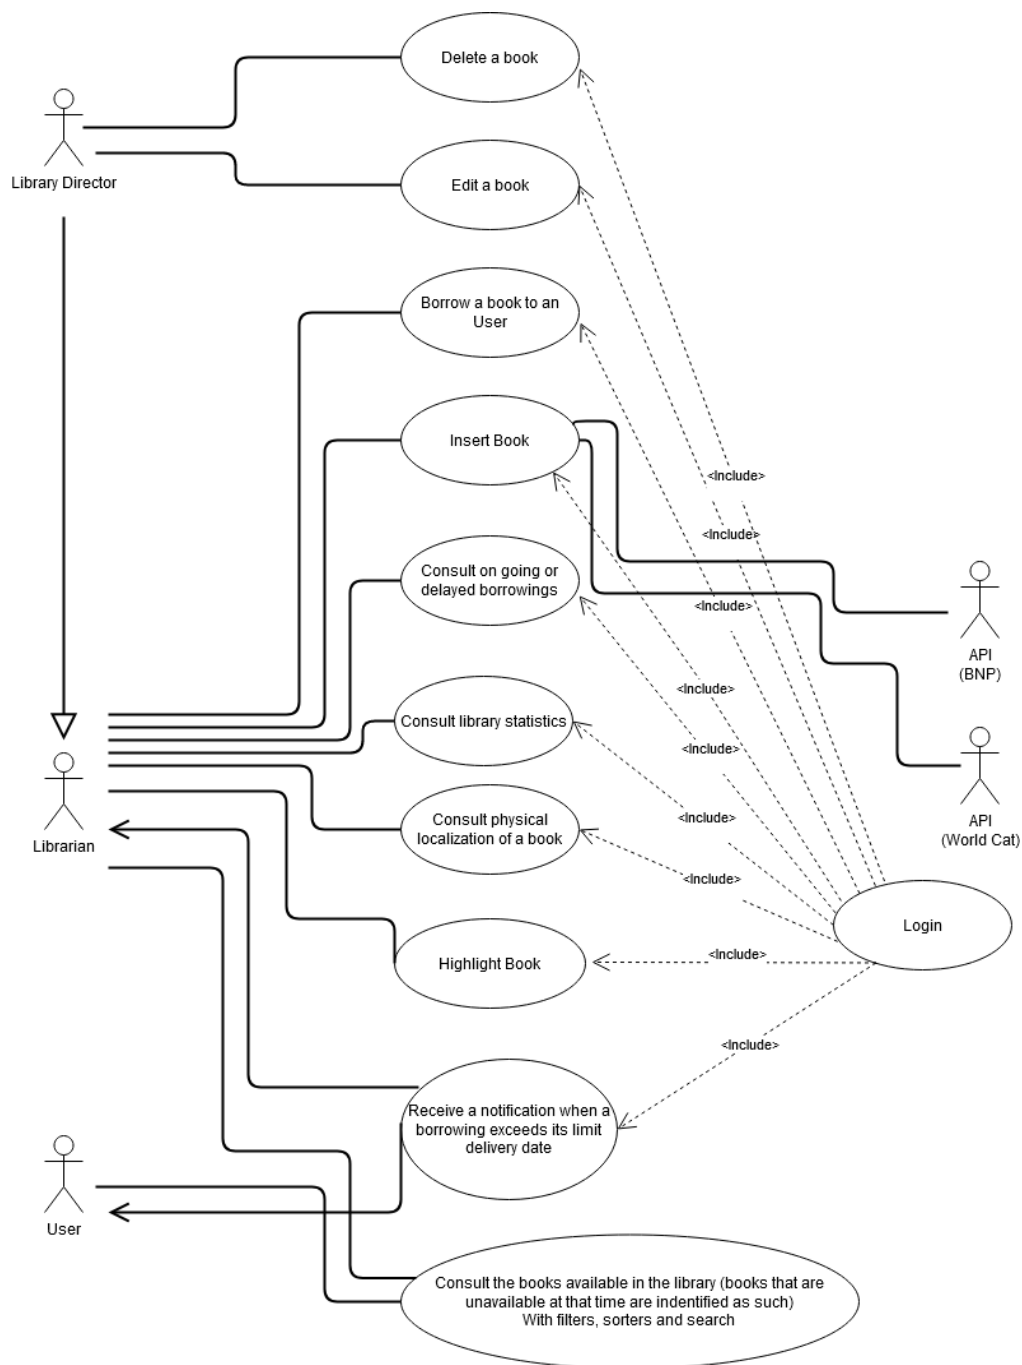 Delete a book
Library Director
Edit a book
Borrow a book to an
User
Insert Book
<Include>
<Include>
Consult on going or
delayed borrowings
<Include>
API
(BNP)
<Include>
Consult library statistics
<Include>
Consult physical
localization of a book
<Include>
API
(World Cat)
Librarian
<Include>
Login
Highlight Book
<Include>
<Include>
Receive a notification when a
borrowing exceeds its limit
delivery date
User
Consult the books available in the library (books that are
unavailable at that time are indentified as such)
With filters, sorters and search